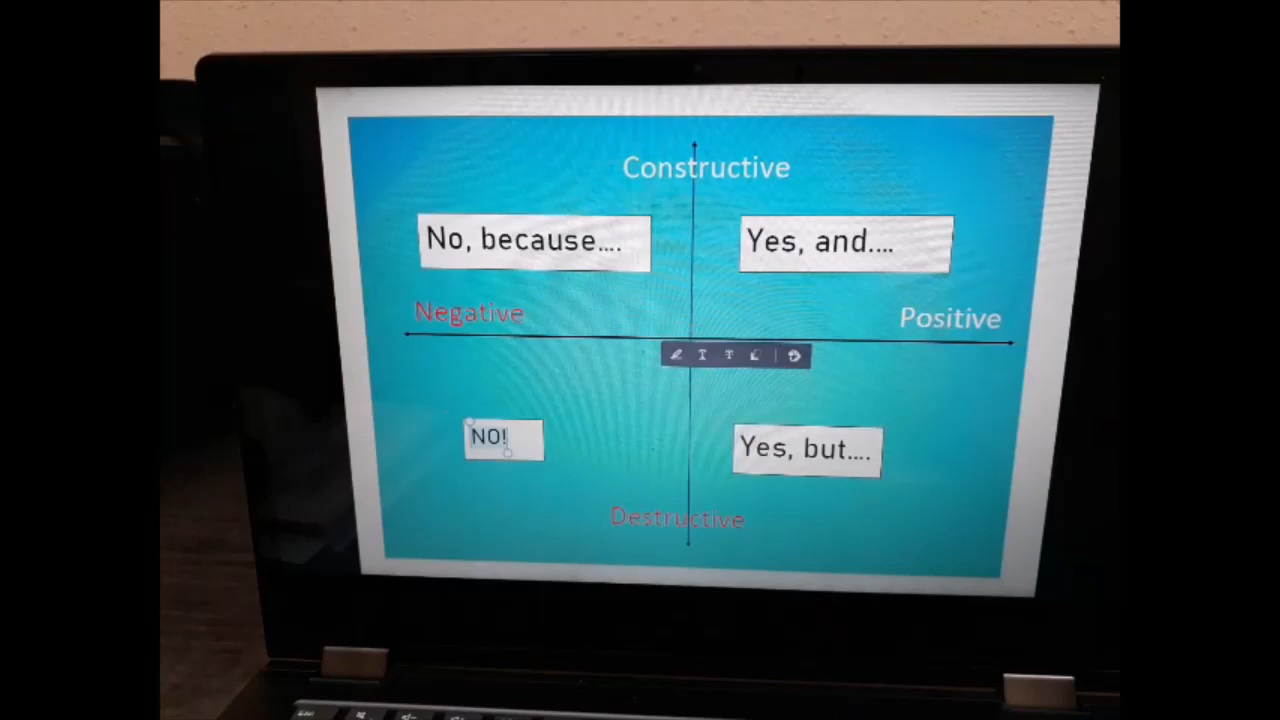 Constructive
No, because....
Yes, and....
Negative
Positive
NO!
Yes, but....
Destructive